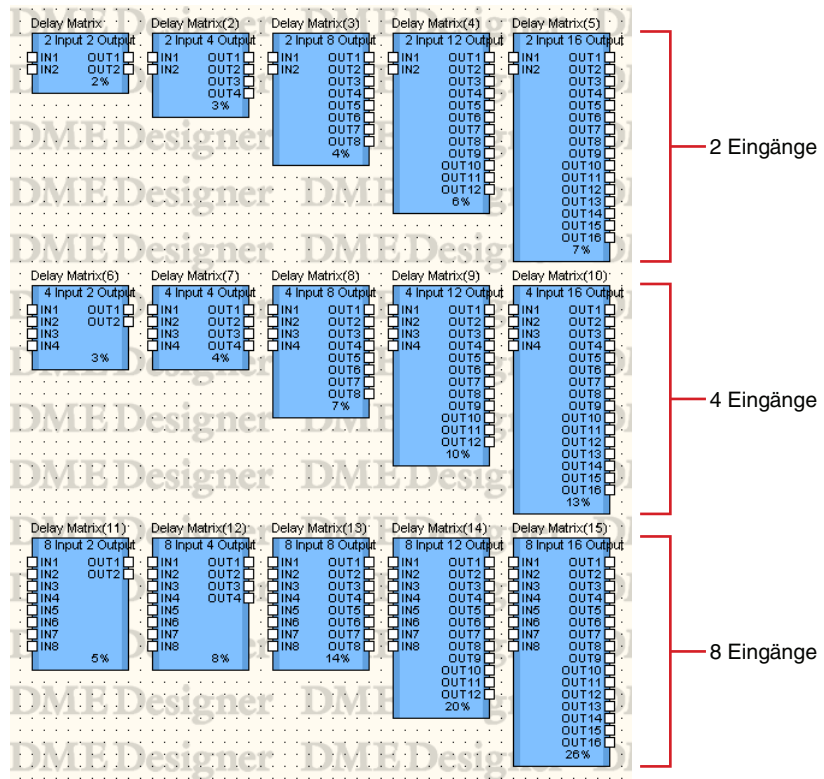 Delay Matrix
2 Input 2 Output
IN1 OUT1
IN2 OUT2
2%
Delay Matrix(2)
2 Input 4 Output
IN1 OUT1
IN2 OUT2
OUT3
OUT4
3%
Delay Matrix(3)
2 Input 8 Output
IN1 OUT1
IN2 OUT2
OUT3
OUT4
OUT5
OUT6
OUT7
OUT8
4%
Delay Matrix(4)
2 Input 12 Output
IN1 OUT1
IN2 OUT2
OUT3
OUT4
OUT5
OUT6
OUT7
OUT8
OUT9
OUT10
OUT11
OUT12
6%
Delay Matrix(5)
2 Input 16 Output
IN1 OUT1
IN2 OUT2
OUT3
OUT4
OUT5
OUT6
OUT7
OUT8
OUT9
OUT10
OUT11
OUT12
OUT13
OUT14
OUT15
OUT16
7%
2 Eingänge
Delay Matrix(6)
4 Input 2 Output
IN1 OUT1
IN2 OUT2
IN3
IN4
3%
Delay Matrix(7)
4 Input 4 Output
IN1 OUT1
IN2 OUT2
IN3 OUT3
IN4 OUT4
4%
Delay Matrix(8)
4 Input 8 Output
IN1 OUT1
IN2 OUT2
IN3 OUT3
IN4 OUT4
OUT5
OUT6
OUT7
OUT8
7%
Delay Matrix(9)
4 Input 12 Output
IN1 OUT1
IN2 OUT2
IN3 OUT3
IN4 OUT4
OUT5
OUT6
OUT7
OUT8
OUT9
OUT10
OUT11
OUT12
10%
Delay Matrix(10)
4 Input 16 Output
IN1 OUT1
IN2 OUT2
IN3 OUT3
IN4 OUT4
OUT5
OUT6
OUT7
OUT8
OUT9
OUT10
OUT11
OUT12
OUT13
OUT14
OUT15
OUT16
13%
4 Eingänge
Delay Matrix(11)
8 Input 2 Output
IN1 OUT1
IN2 OUT2
IN3
IN4
IN5
IN6
IN7
IN8
5%
Delay Matrix(12)
8 Input 4 Output
IN1 OUT1
IN2 OUT2
IN3 OUT3
IN4 OUT4
IN5
IN6
IN7
IN8
8%
Delay Matrix(13)
8 Input 8 Output
IN1 OUT1
IN2 OUT2
IN3 OUT3
IN4 OUT4
IN5 OUT5
IN6 OUT6
IN7 OUT7
IN8 OUT8
14%
Delay Matrix(14)
8 Input 12 Output
IN1 OUT1
IN2 OUT2
IN3 OUT3
IN4 OUT4
IN5 OUT5
IN6 OUT6
IN7 OUT7
IN8 OUT8
OUT9
OUT10
OUT11
OUT12
20%
Delay Matrix(15)
8 Input 16 Output
IN1 OUT1
IN2 OUT2
IN3 OUT3
IN4 OUT4
IN5 OUT5
IN6 OUT6
IN7 OUT7
IN8 OUT8
OUT9
OUT10
OUT11
OUT12
OUT13
OUT14
OUT15
OUT16
26%
8 Eingänge
DME Designer